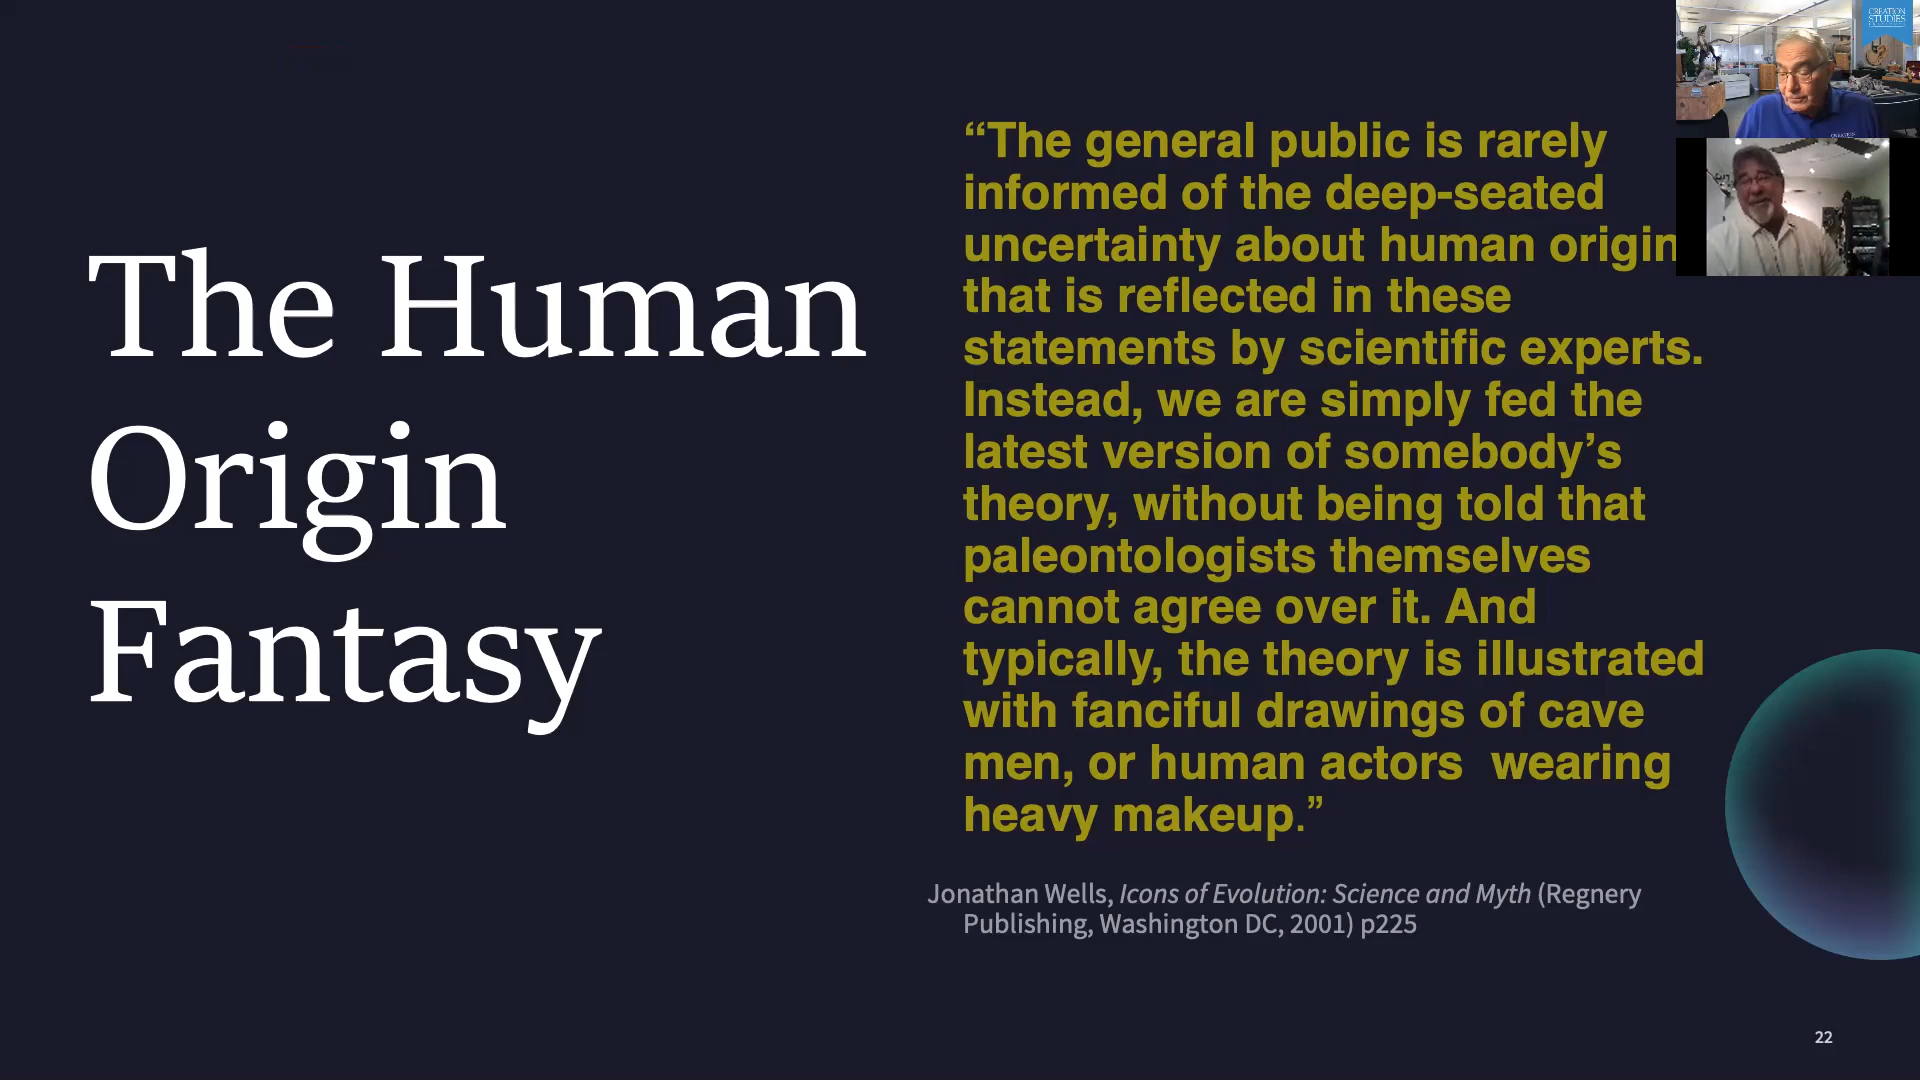 The Human
Origin
Fantasy
“The general public is rarely
informed of the deep-seated
uncertainty about human origin
that is reflected in these
statements by scientific experts.
Instead, we are simply fed the
latest version of somebody’s
theory, without being told that
paleontologists themselves
cannot agree over it. And
typically, the theory is illustrated
with fanciful drawings of cave
men, or human actors  wearing
heavy makeup.”
Jonathan Wells, Icons of Evolution: Science and Myth (Regnery
Publishing, Washington DC, 2001) p225
22
CREATION
STUDIES